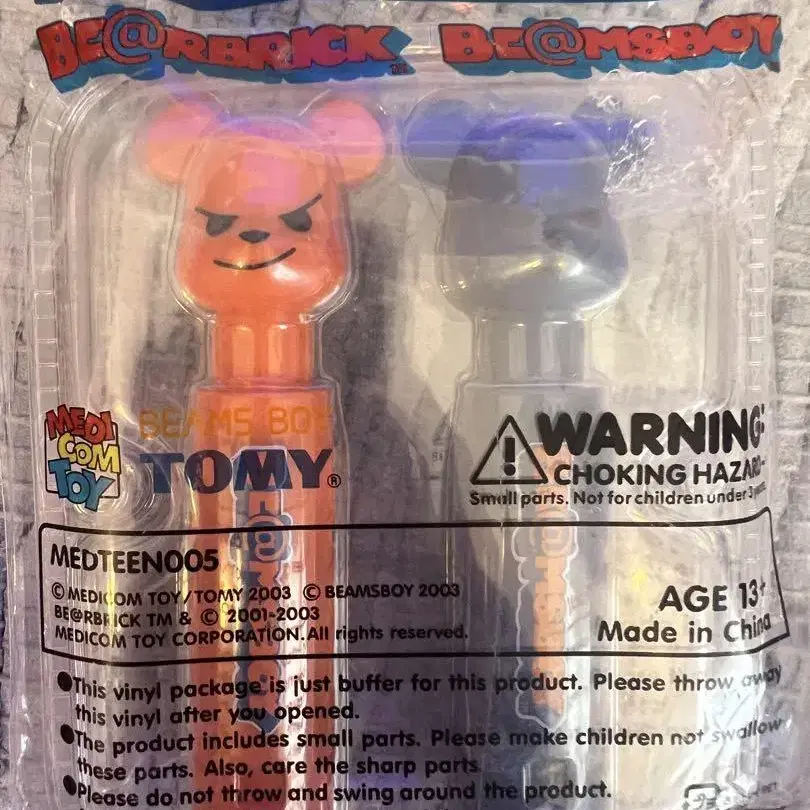 BE@RBRICK TM BE@MSBOY
MEDI
COM
TOY
BEAMS BOY
TOMY®
WARNING:
CHOKING HAZARD-
Small parts. Not for children under 3
BE@MSBOY
MEDTEEN005
© MEDICOM TOY/TOMY 2003 © BEAMSBOY 2003
BE@RBRICK TM & © 2001-2003
MEDICOM TOY CORPORATION. All rights reserved.
AGE 13+
Made in China
●This vinyl package is just buffer for this product. Please throw away
this vinyl after you opened.
●The product includes small parts. Please make children not swallow
these parts. Also, care the sharp parts
●Please do not throw and swing around the product.